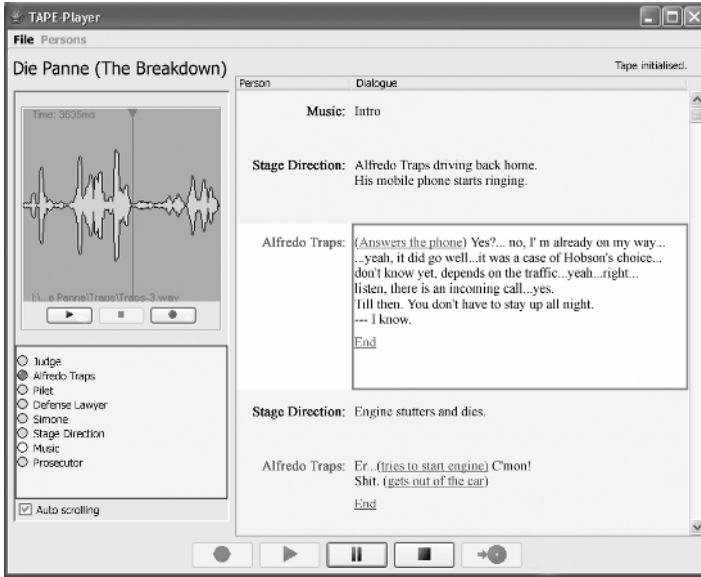 TAPE-Player
File Persons
Die Panne (The Breakdown)
Tape initialised.
Person Dialogue
Time: 3635ms
I:\...e Panne\Traps\Traps-3.wav
Judge
Alfredo Traps
Pilet
Defense Lawyer
Simone
Stage Direction
Music
Prosecutor
Auto scrolling
Music: Intro
Stage Direction: Alfredo Traps driving back home.
His mobile phone starts ringing.
Alfredo Traps: (Answers the phone) Yes?... no, I' m already on my way...
...yeah, it did go well...it was a case of Hobson's choice...
don't know yet, depends on the traffic...yeah...right...
listen, there is an incoming call...yes.
Till then. You don't have to stay up all night.
--- I know.
End
Stage Direction: Engine stutters and dies.
Alfredo Traps: Er...(tries to start engine) C'mon!
Shit. (gets out of the car)
End